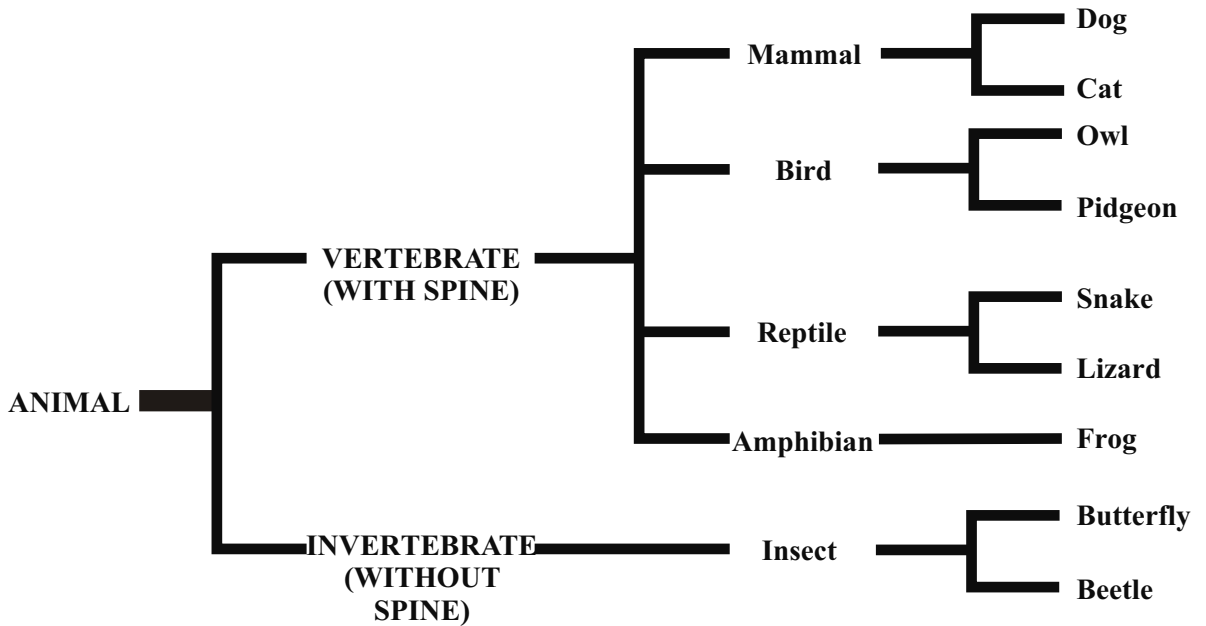 Dog
Mammal
Cat
Owl
Bird
Pidgeon
VERTEBRATE
(WITH SPINE)
Snake
Reptile
Lizard
ANIMAL
Amphibian
Frog
INVERTEBRATE
(WITHOUT
SPINE)
Butterfly
Insect
Beetle